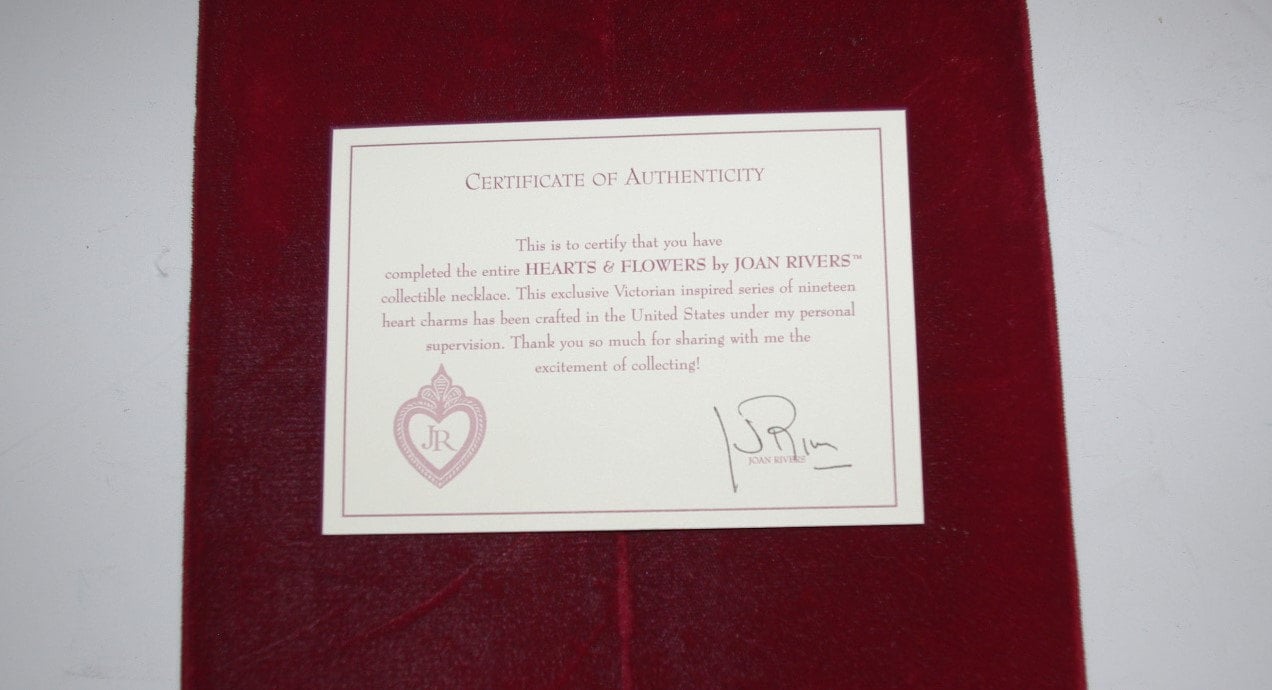 CERTIFICATE OF AUTHENTICITY
This is to certify that you have
completed the entire HEARTS & FLOWERS by JOAN RIVERS™
collectible necklace. This exclusive Victorian inspired series of nineteen
heart charms has been crafted in the United States under my personal
supervision. Thank you so much for sharing with me the
excitement of collecting!
JR
J Rivers
JOAN RIVERS